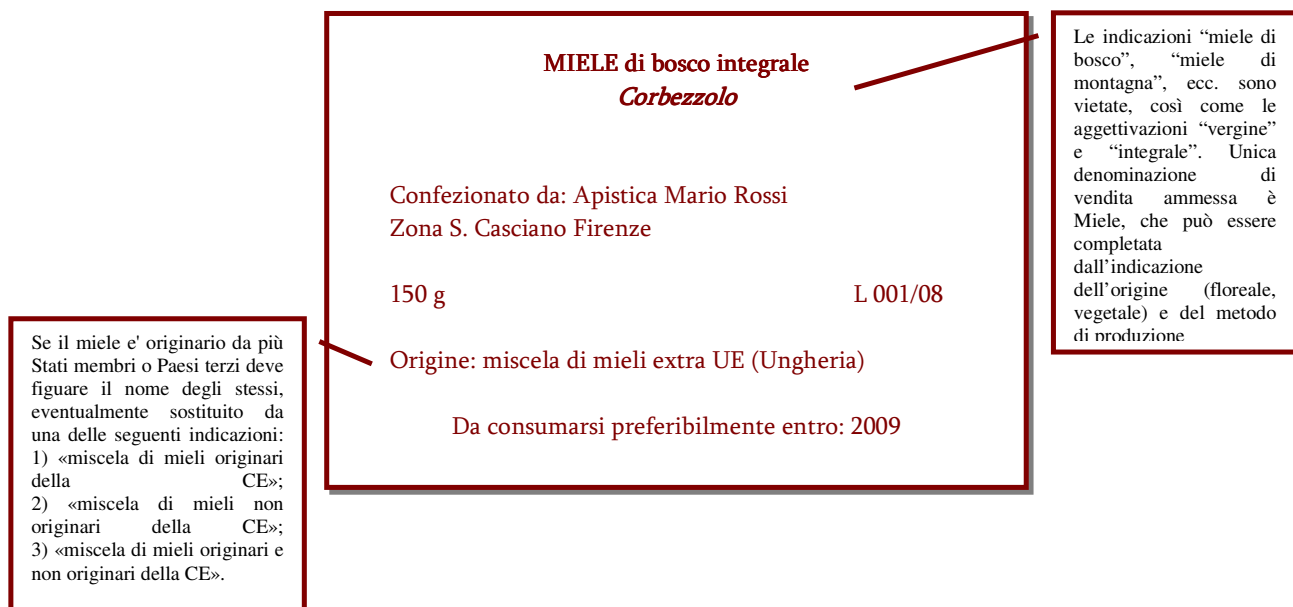 MIELE di bosco integrale
Corbezzolo
Confezionato da: Apistica Mario Rossi
Zona S. Casciano Firenze
150 g L 001/08
Origine: miscela di mieli extra UE (Ungheria)
Da consumarsi preferibilmente entro: 2009
Le indicazioni “miele di
bosco”, “miele di
montagna”, ecc. sono
vietate, così come le
aggettivazioni “vergine”
e “integrale”. Unica
denominazione di
vendita ammessa è
Miele, che può essere
completata
dall’indicazione
dell’origine (floreale,
vegetale) e del metodo
di produzione
Se il miele e' originario da più
Stati membri o Paesi terzi deve
figuare il nome degli stessi,
eventualmente sostituito da
una delle seguenti indicazioni:
1) «miscela di mieli originari
della CE»;
2) «miscela di mieli non
originari della CE»;
3) «miscela di mieli originari e
non originari della CE».